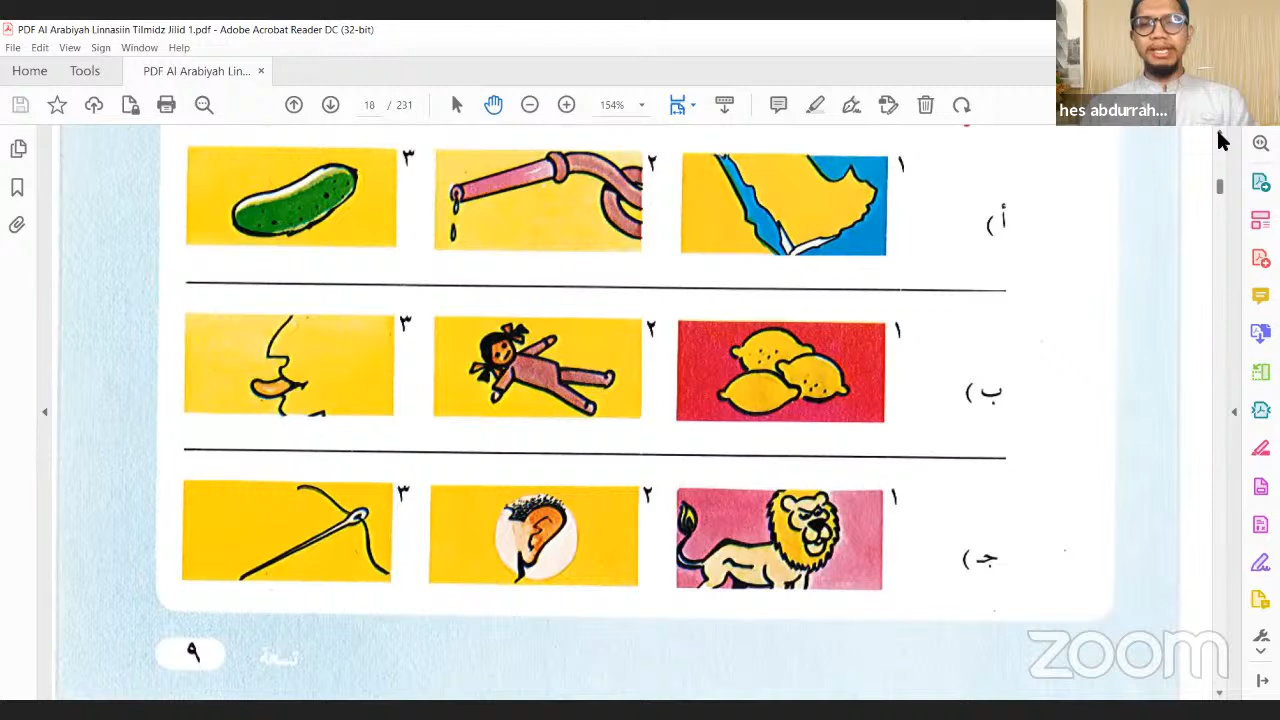 PDF Al Arabiyah Linnasiin Tilmidz Jilid 1.pdf - Adobe Acrobat Reader DC (32-bit)
File Edit View Sign Window Help
Home Tools PDF Al Arabiyah Lin... ×
18 / 231 154%
hes abdurrah...
١ ٢ ٣
أ )
١ ٢ ٣
ب )
١ ٢ ٣
جـ )
٩ تسعة
zoom